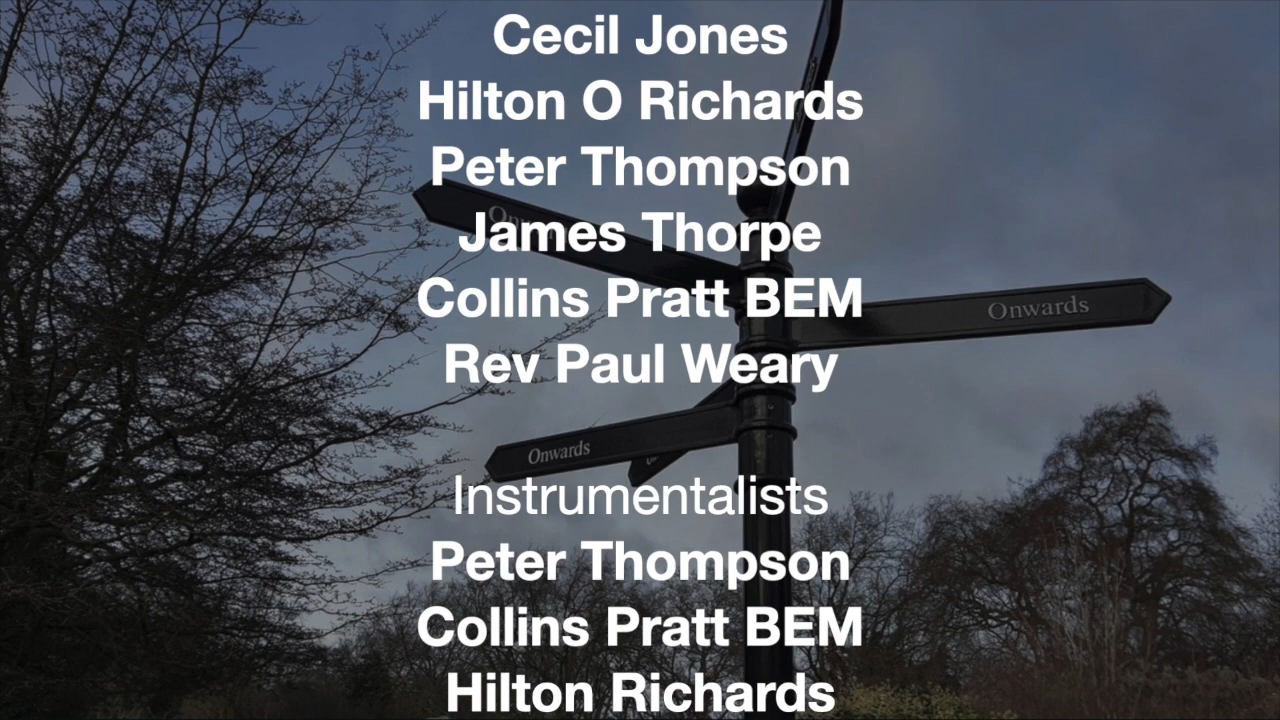 Cecil Jones
Hilton O Richards
Peter Thompson
James Thorpe
Collins Pratt BEM
Rev Paul Weary
Instrumentalists
Peter Thompson
Collins Pratt BEM
Hilton Richards
Onwards
Onwards